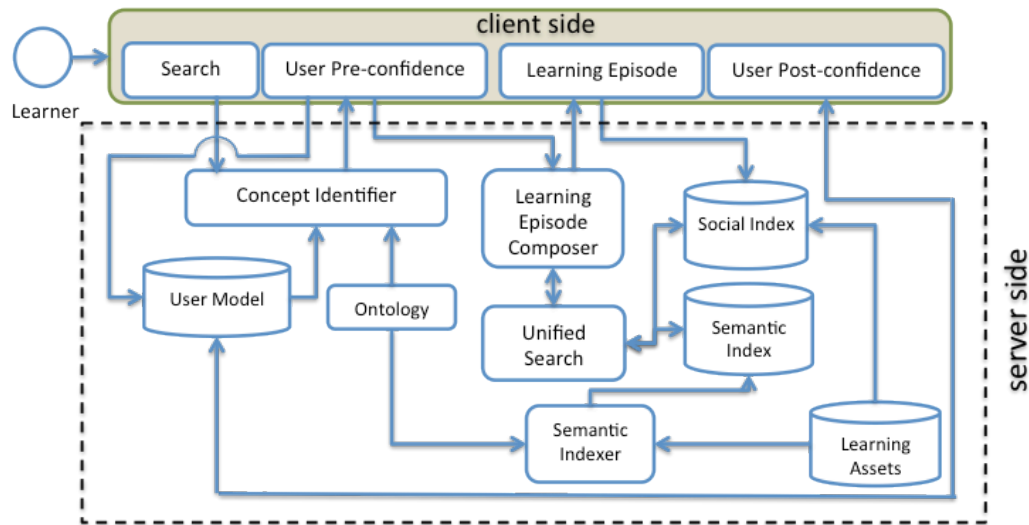 client side
Search
User Pre-confidence
Learning Episode
User Post-confidence
Learner
Concept Identifier
Learning
Episode
Composer
Social Index
User Model
Ontology
Unified
Search
Semantic
Index
Semantic
Indexer
Learning
Assets
server side